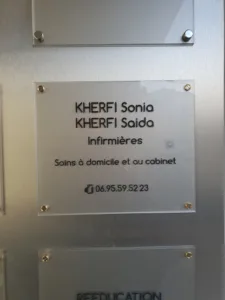 KHERFI Sonia
KHERFI Saida
Infirmières
Soins à domicile et au cabinet
06.95.59.52.23
REEDUCATION